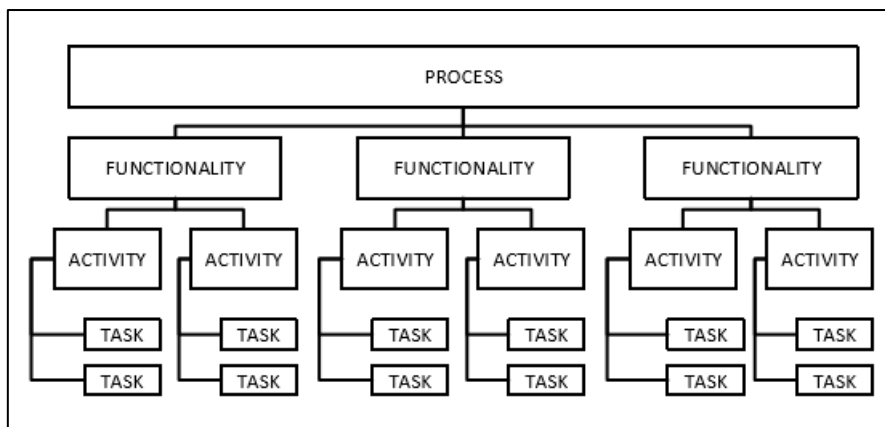 PROCESS
FUNCTIONALITY FUNCTIONALITY FUNCTIONALITY
ACTIVITY ACTIVITY ACTIVITY ACTIVITY ACTIVITY ACTIVITY
TASK TASK TASK TASK TASK TASK
TASK TASK TASK TASK TASK TASK